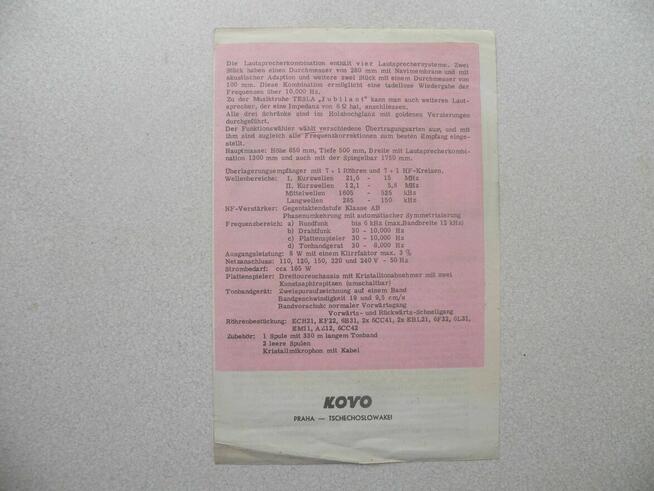 Die Lautsprecherkombination enthält vier Lautsprechersysteme. Zwei
Stück haben einen Durchmesser von 280 mm mit Navimembrane und mit
akustischer Adaption und weitere zwei Stück mit einem Durchmesser von
100 mm. Diese Kombination ermöglicht eine tadellose Wiedergabe der
Frequenzen über 10,000 Hz.
Zu der Musiktruhe TESLA „Jubilant" kann man auch weiteren Laut-
sprecher, der eine Impedanz von 6 Ω hat, anschliessen.
Alle drei Schränke sind im Holzhochglanz mit goldenen Verzierungen
durchgeführt.
Der Funktionswähler wählt verschiedene Übertragungsarten aus, und mit
ihm sind zugleich alle Frequenzkorrektionen zum besten Empfang einge-
stellt.
Hauptmasse: Höhe 850 mm, Tiefe 500 mm, Breite mit Lautsprecherkombi-
nation 1300 mm und auch mit der Spiegelbar 1750 mm.
Überlagerungsempfänger mit 7 + 1 Röhren und 7 + 1 HF-Kreisen.
Wellenbereiche: I. Kurzwellen 21,6 - 15 MHz
II. Kurzwellen 12,1 - 5,8 MHz
Mittelwellen 1605 - 525 kHz
Langwellen 285 - 150 kHz
NF-Verstärker: Gegentaktendstufe Klasse AB
Phasenumkehrung mit automatischer Symmetrisierung
Frequenzbereich: a) Rundfunk bis 6 kHz (max. Bandbreite 12 kHz)
b) Drahtfunk 30 - 10,000 Hz
c) Plattenspieler 30 - 10,000 Hz
d) Tonbandgerät 30 - 8,000 Hz
Ausgangsleistung: 8 W mit einem Klirrfaktor max. 3 %
Netzanschluss: 110, 120, 150, 220 und 240 V - 50 Hz
Strombedarf: cca 165 W
Plattenspieler: Dreitourenchassis mit Kristalltonabnehmer mit zwei
Kunstsaphirspitzen (umschaltbar)
Tonbandgerät: Zweispuraufzeichnung auf einem Band
Bandgeschwindigkeit 19 und 9,5 cm/s
Bandvorschub: normaler Vorwärtsgang
Vorwärts- und Rückwärts-Schnellgang
Röhrenbestückung: ECH21, EF22, 6B31, 2x 6CC41, 2x EBL21, 6F32, 6L31,
EM11, AZ12, 6CC42
Zubehör: 1 Spule mit 350 m langem Tonband
2 leere Spulen
Kristallmikrophon mit Kabel
KOVO
PRAHA — TSCHECHOSLOWAKEI